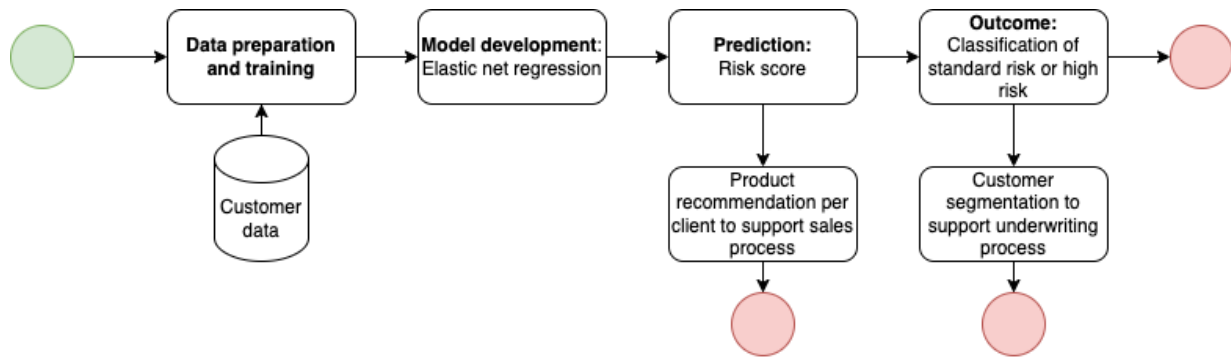 Data preparation
and training
Model development:
Elastic net regression
Prediction:
Risk score
Outcome:
Classification of
standard risk or high
risk
Customer
data
Product
recommendation per
client to support sales
process
Customer
segmentation to
support underwriting
process